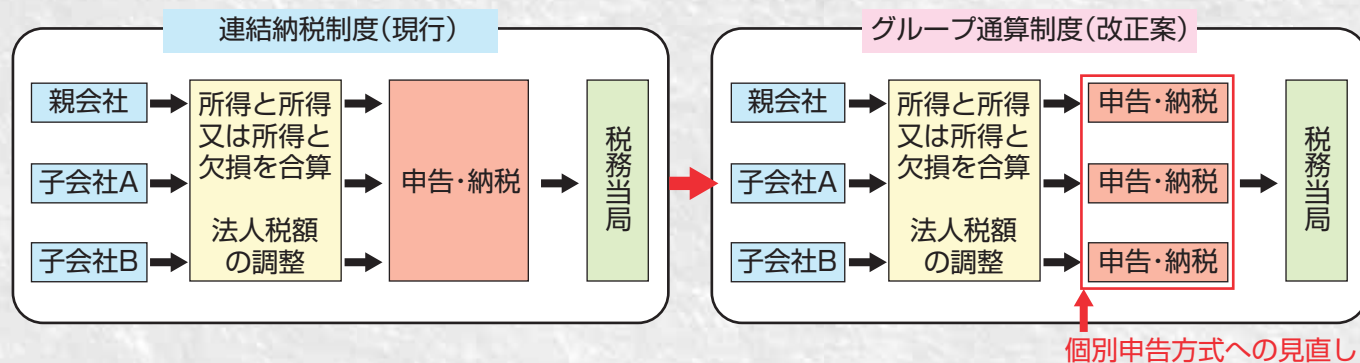 連結納税制度(現行)
親会社
子会社A
子会社B
所得と所得
又は所得と
欠損を合算
法人税額
の調整
申告・納税
税務当局
グループ通算制度(改正案)
親会社
子会社A
子会社B
所得と所得
又は所得と
欠損を合算
法人税額
の調整
申告・納税
申告・納税
申告・納税
税務当局
個別申告方式への見直し